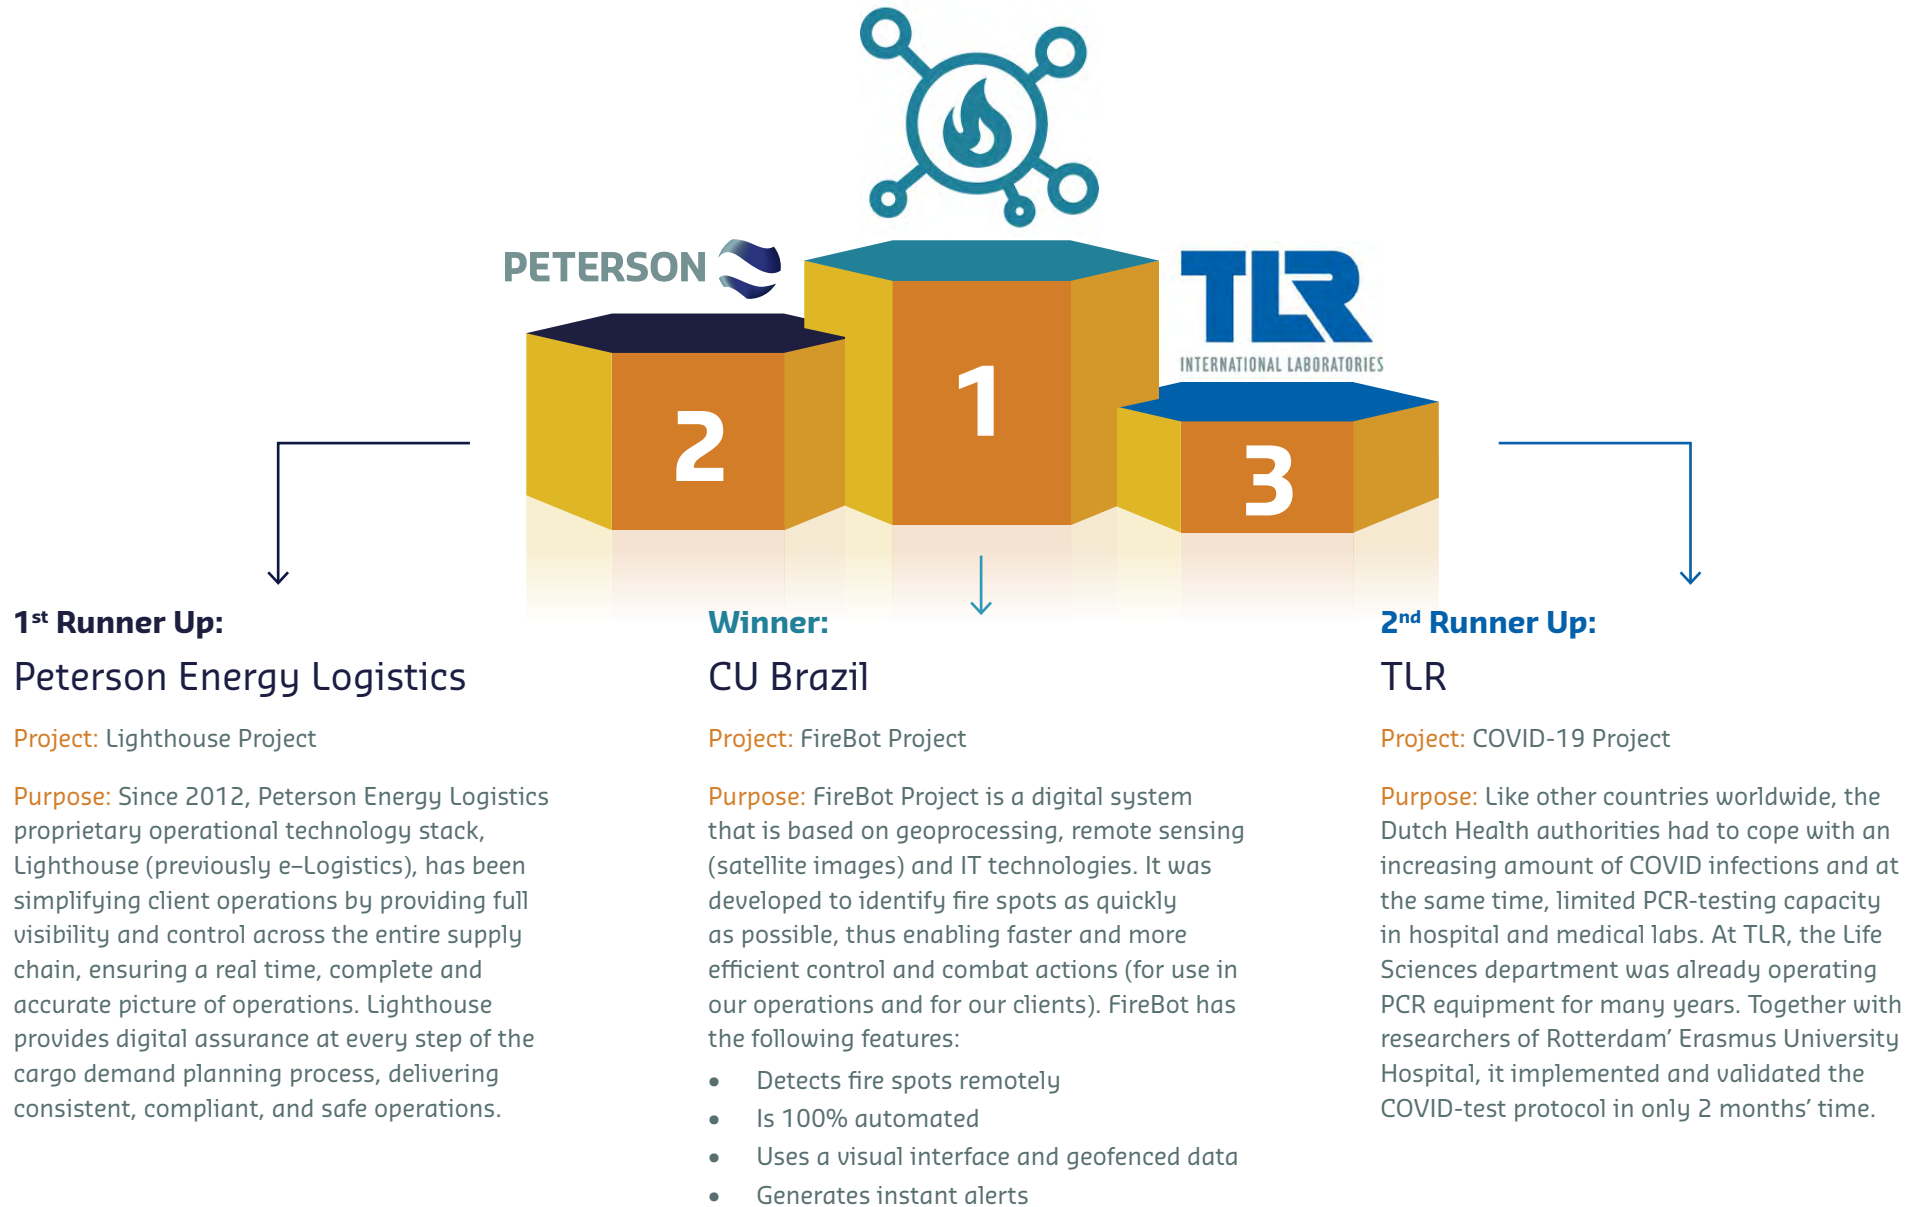 PETERSON
TLR
INTERNATIONAL LABORATORIES
2
1
3
1st Runner Up:
Peterson Energy Logistics
Project: Lighthouse Project
Purpose: Since 2012, Peterson Energy Logistics
proprietary operational technology stack,
Lighthouse (previously e–Logistics), has been
simplifying client operations by providing full
visibility and control across the entire supply
chain, ensuring a real time, complete and
accurate picture of operations. Lighthouse
provides digital assurance at every step of the
cargo demand planning process, delivering
consistent, compliant, and safe operations.
Winner:
CU Brazil
Project: FireBot Project
Purpose: FireBot Project is a digital system
that is based on geoprocessing, remote sensing
(satellite images) and IT technologies. It was
developed to identify fire spots as quickly
as possible, thus enabling faster and more
efficient control and combat actions (for use in
our operations and for our clients). FireBot has
the following features:
• Detects fire spots remotely
• Is 100% automated
• Uses a visual interface and geofenced data
• Generates instant alerts
2nd Runner Up:
TLR
Project: COVID-19 Project
Purpose: Like other countries worldwide, the
Dutch Health authorities had to cope with an
increasing amount of COVID infections and at
the same time, limited PCR-testing capacity
in hospital and medical labs. At TLR, the Life
Sciences department was already operating
PCR equipment for many years. Together with
researchers of Rotterdam’ Erasmus University
Hospital, it implemented and validated the
COVID-test protocol in only 2 months’ time.